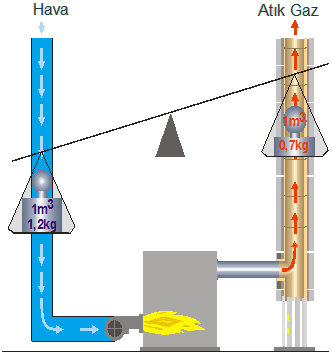 Hava
Atık Gaz
1m³
0,7kg
1m³
1,2kg